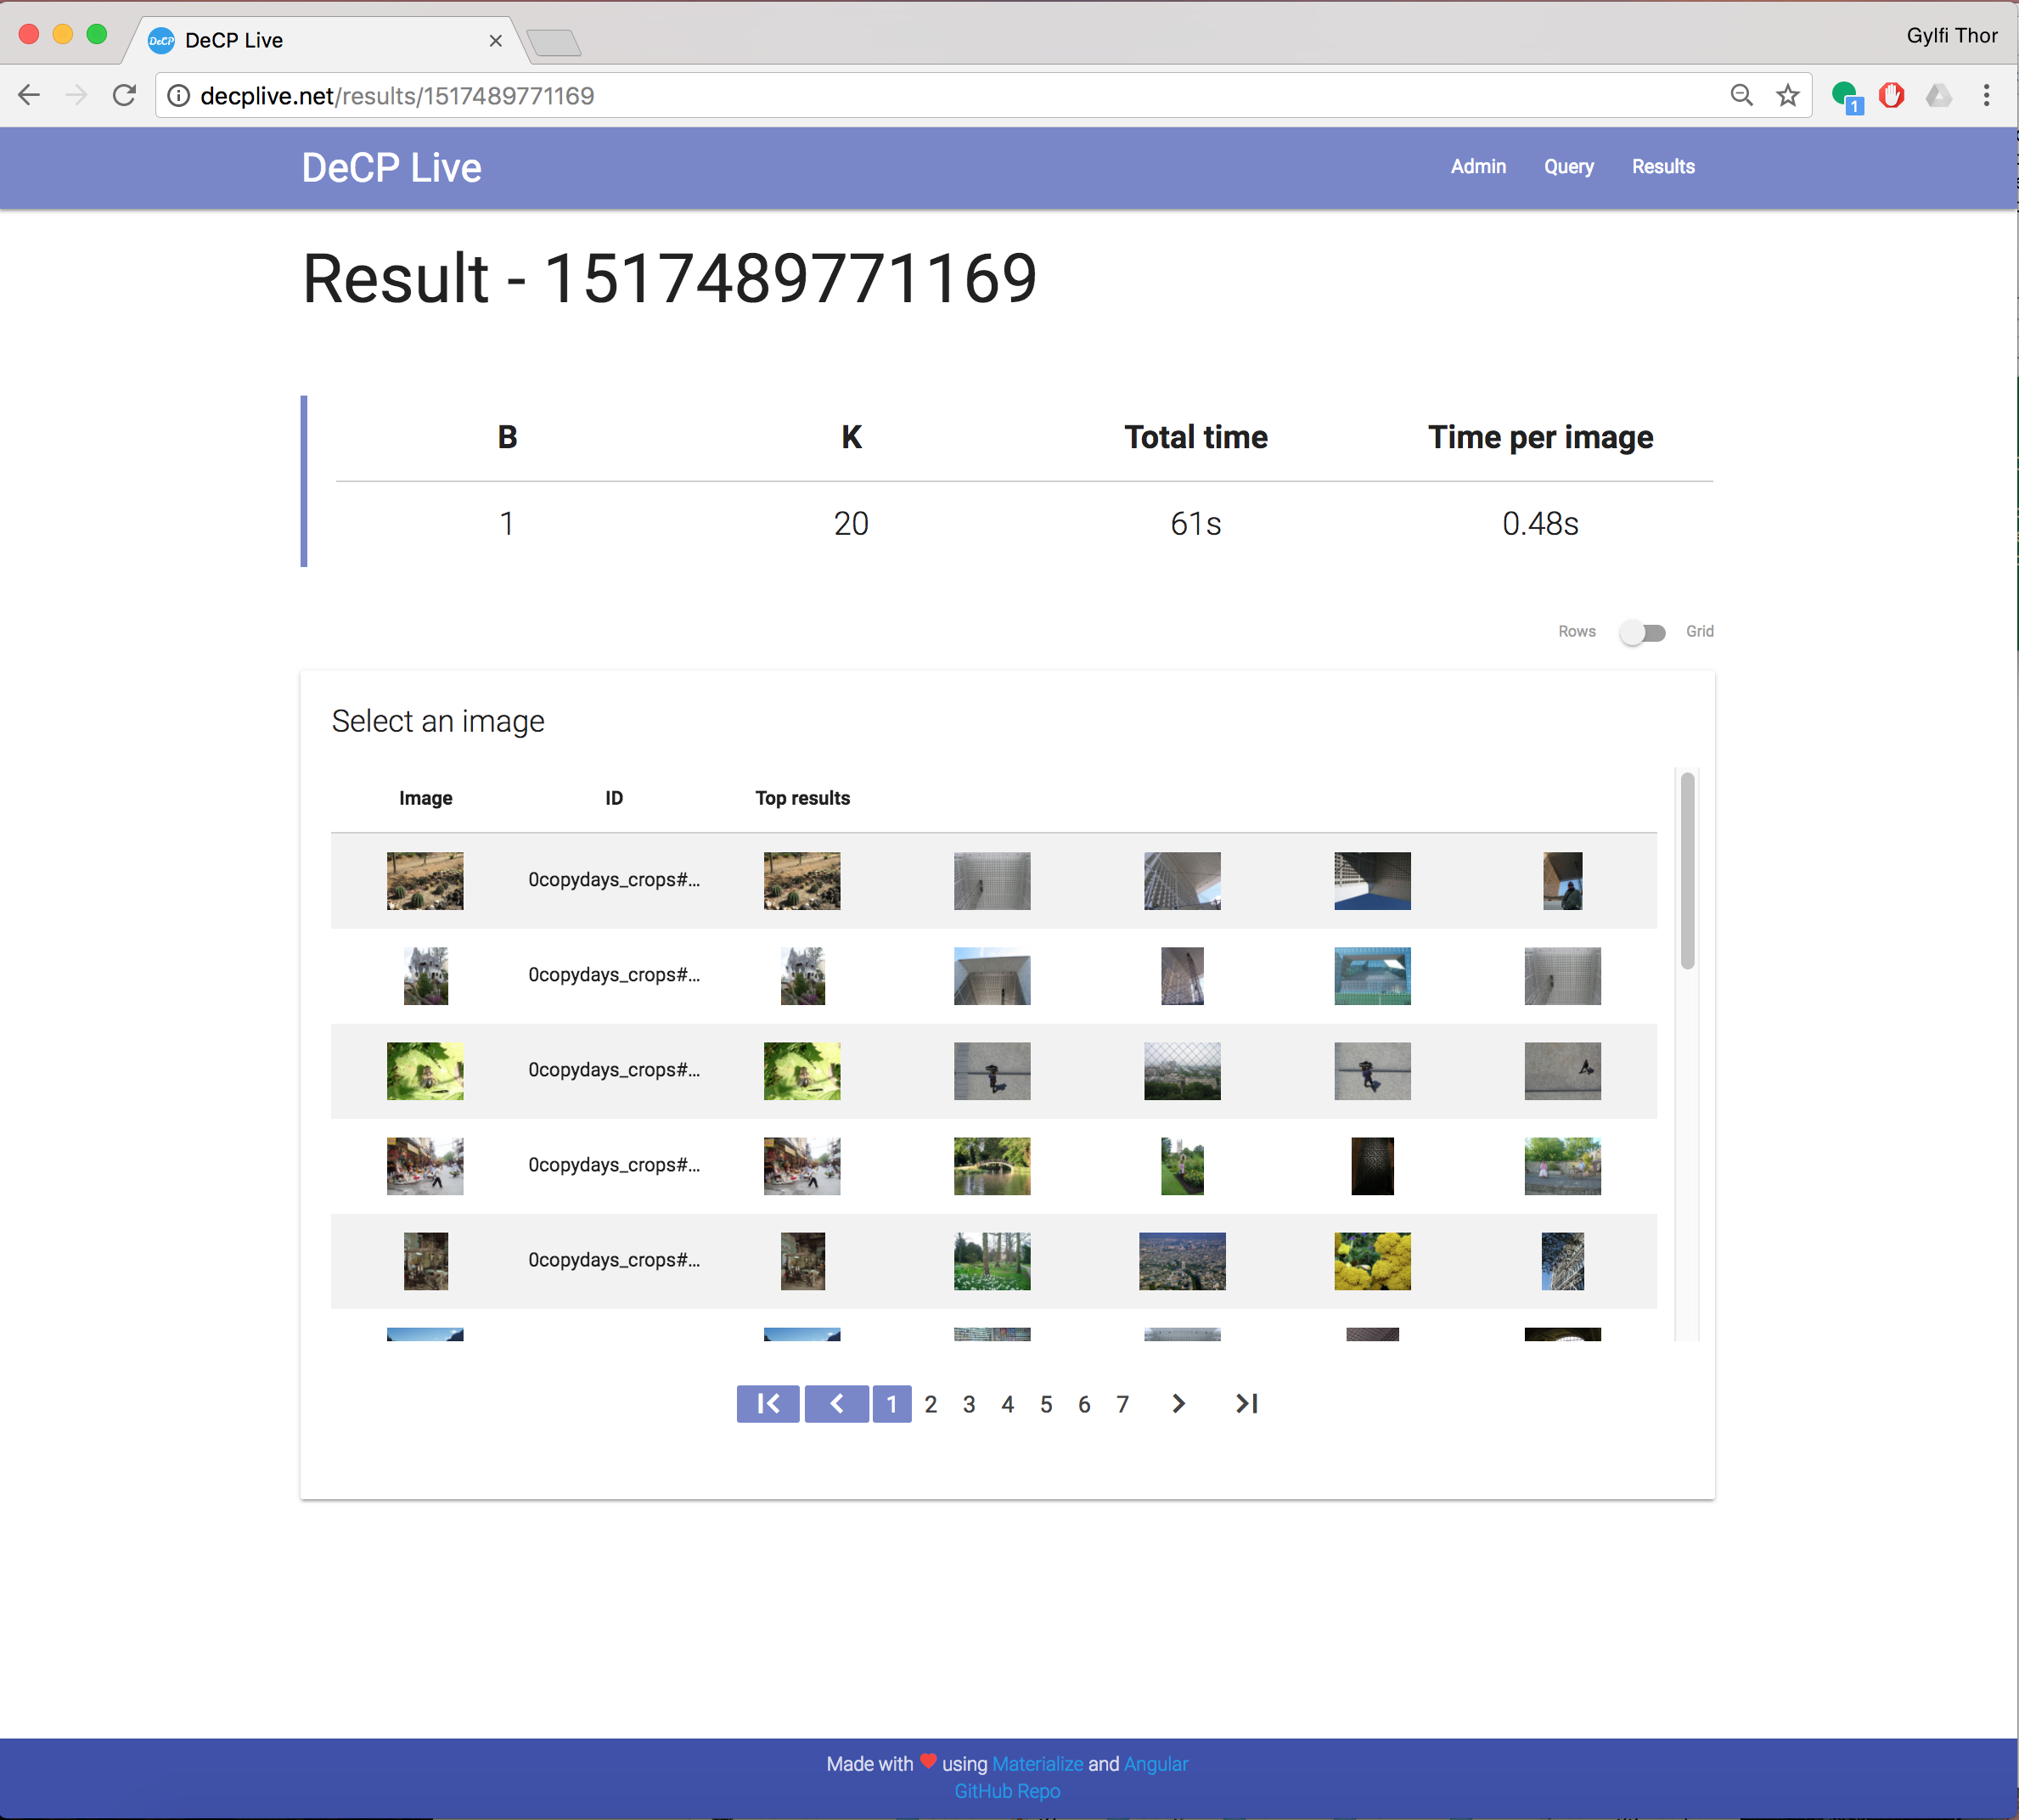 DeCP DeCP Live
Gylfi Thor
decplive.net/results/1517489771169
1
DeCP Live
Admin Query Results
Result - 1517489771169
B K Total time Time per image
1 20 61s 0.48s
Rows Grid
Select an image
Image ID Top results
0copydays_crops#...
0copydays_crops#...
0copydays_crops#...
0copydays_crops#...
0copydays_crops#...
1 2 3 4 5 6 7
Made with ❤ using Materialize and Angular
GitHub Repo